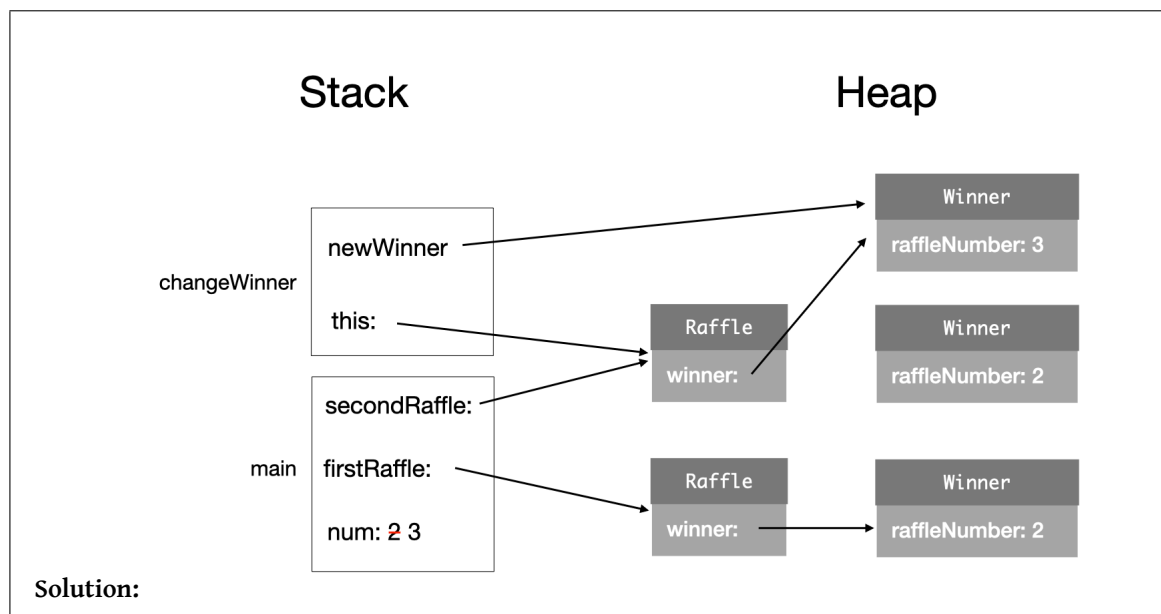 Stack
Heap
Winner
raffleNumber: 3
newWinner
changeWinner
this:
Raffle
winner:
Winner
raffleNumber: 2
secondRaffle:
main
firstRaffle:
num: 2 3
Raffle
winner:
Winner
raffleNumber: 2
Solution: